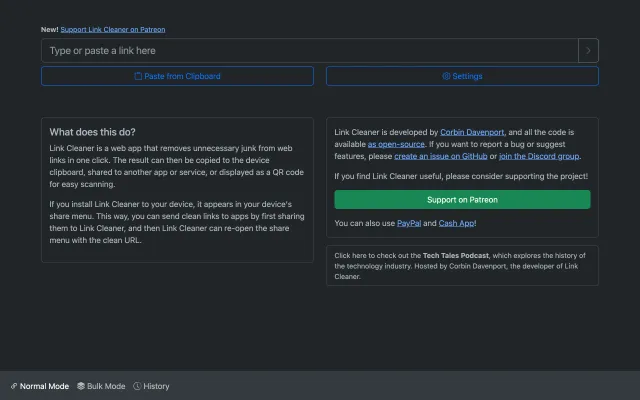 New! Support Link Cleaner on Patreon
Type or paste a link here
Paste from Clipboard
Settings
What does this do?
Link Cleaner is a web app that removes unnecessary junk from web
links in one click. The result can then be copied to the device
clipboard, shared to another app or service, or displayed as a QR code
for easy scanning.
If you install Link Cleaner to your device, it appears in your device's
share menu. This way, you can send clean links to apps by first sharing
them to Link Cleaner, and then Link Cleaner can re-open the share
menu with the clean URL.
Link Cleaner is developed by Corbin Davenport, and all the code is
available as open-source. If you want to report a bug or suggest
features, please create an issue on GitHub or join the Discord group.
If you find Link Cleaner useful, please consider supporting the project!
Support on Patreon
You can also use PayPal and Cash App!
Click here to check out the Tech Tales Podcast, which explores the history of
the technology industry. Hosted by Corbin Davenport, the developer of Link
Cleaner.
Normal Mode
Bulk Mode
History